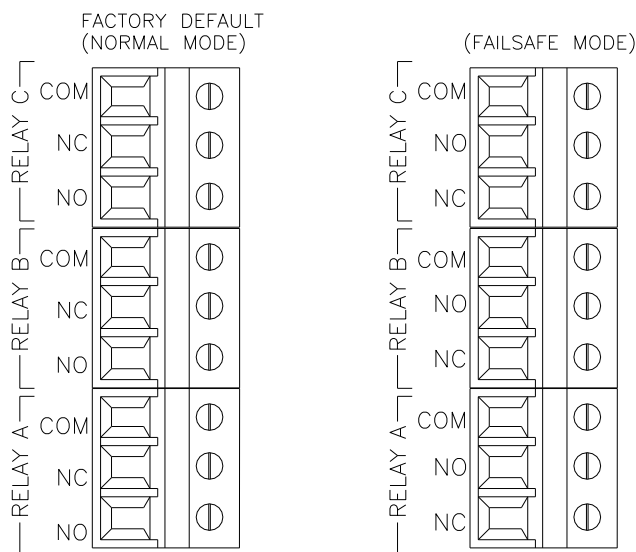 FACTORY DEFAULT
(NORMAL MODE)
RELAY C
COM
NC
NO
RELAY B
COM
NC
NO
RELAY A
COM
NC
NO
(FAILSAFE MODE)
RELAY C
COM
NO
NC
RELAY B
COM
NO
NC
RELAY A
COM
NO
NC